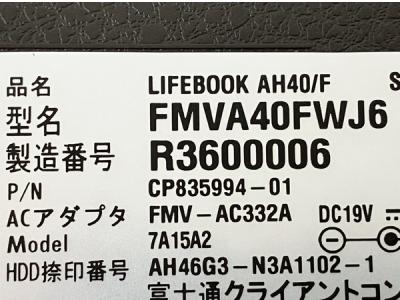 品名 LIFEBOOK AH40/F S
型名 FMVA40FWJ6
製造番号 R3600006
P/N CP835994-01
ACアダプタ FMV-AC332A DC19V
Model 7A15A2
HDD捺印番号 AH46G3-N3A1102-1
富士通クライアントコン